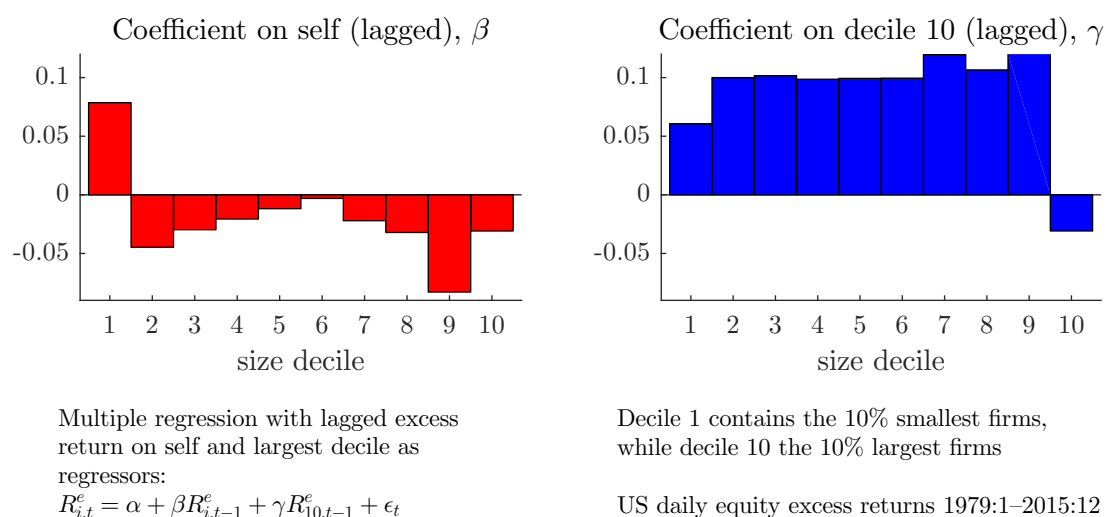 Coefficient on self (lagged), β
0.1
0.05
0
-0.05
1 2 3 4 5 6 7 8 9 10
size decile
Coefficient on decile 10 (lagged), γ
0.1
0.05
0
-0.05
1 2 3 4 5 6 7 8 9 10
size decile
Multiple regression with lagged excess
return on self and largest decile as
regressors:
$R^e_{i,t} = \alpha + \beta R^e_{i,t-1} + \gamma R^e_{10,t-1} + \epsilon_t$
Decile 1 contains the 10% smallest firms,
while decile 10 the 10% largest firms
US daily equity excess returns 1979:1–2015:12